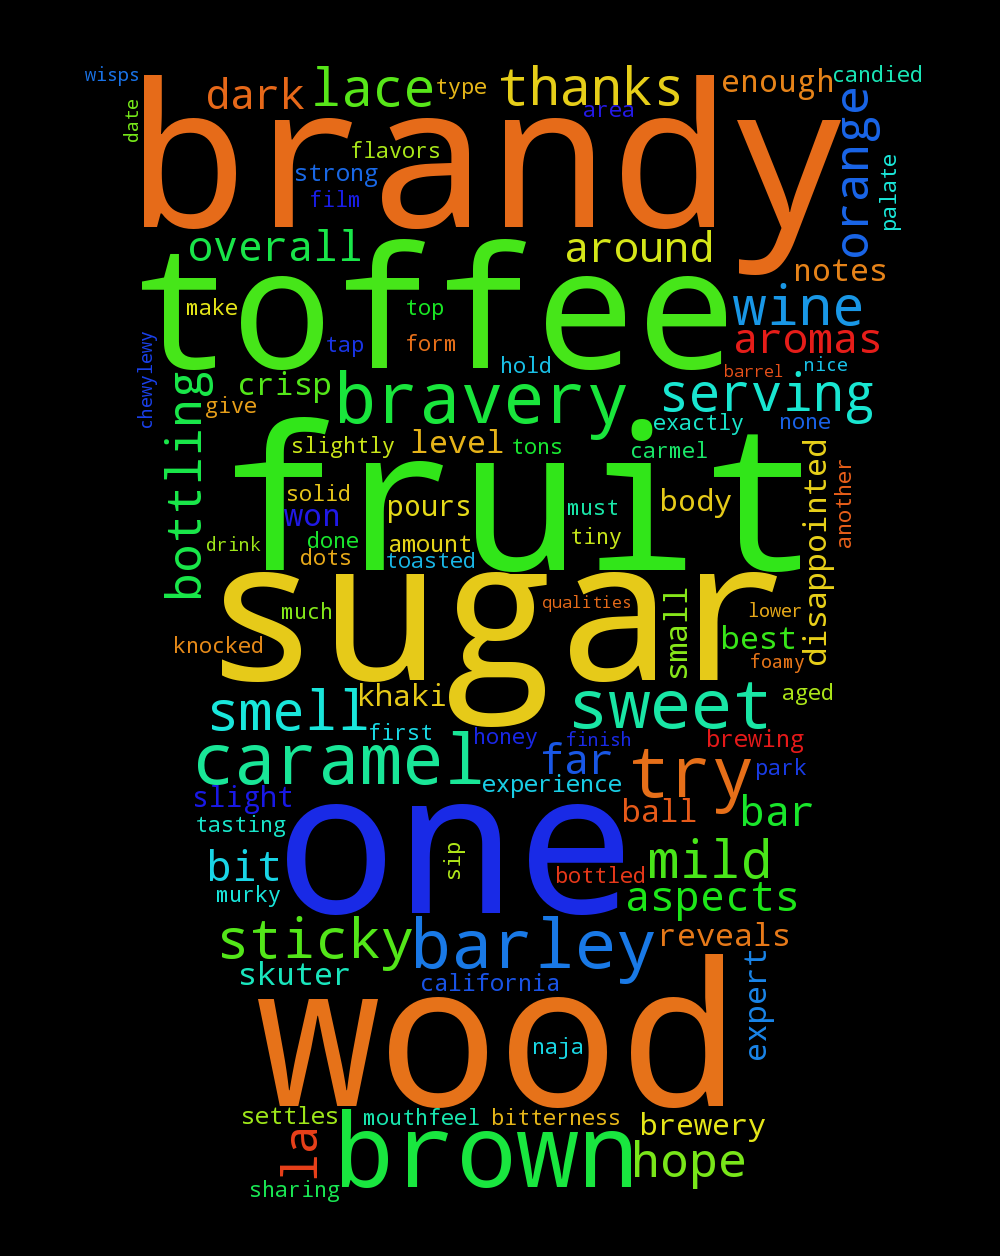 wisps
date
brandy
dark
lace
type
thanks
area
enough
candied
orange
palate
flavors
strong
film
overall
around
notes
toffee
make
tap
top
form
hold
wine
aromas
barrel
nice
chewylewy
bottling
give
crisp
bravery
serving
exactly
none
slightly
level
tons
carmel
fruit
solid
won
pours
must
body
disappointed
another
drink
done
dots
amount
toasted
tiny
sugar
much
qualities
small
lower
best
foamy
knocked
khaki
aged
smell
first
sweet
caramel
honey
finish
far
brewing
experience
try
park
slight
tasting
one
ball
bar
bit
murky
sip
bottled
mild
aspects
sticky
barley
reveals
skuter
california
expert
wood
naja
settles
mouthfeel
bitterness
brewery
la
brown
hope
sharing